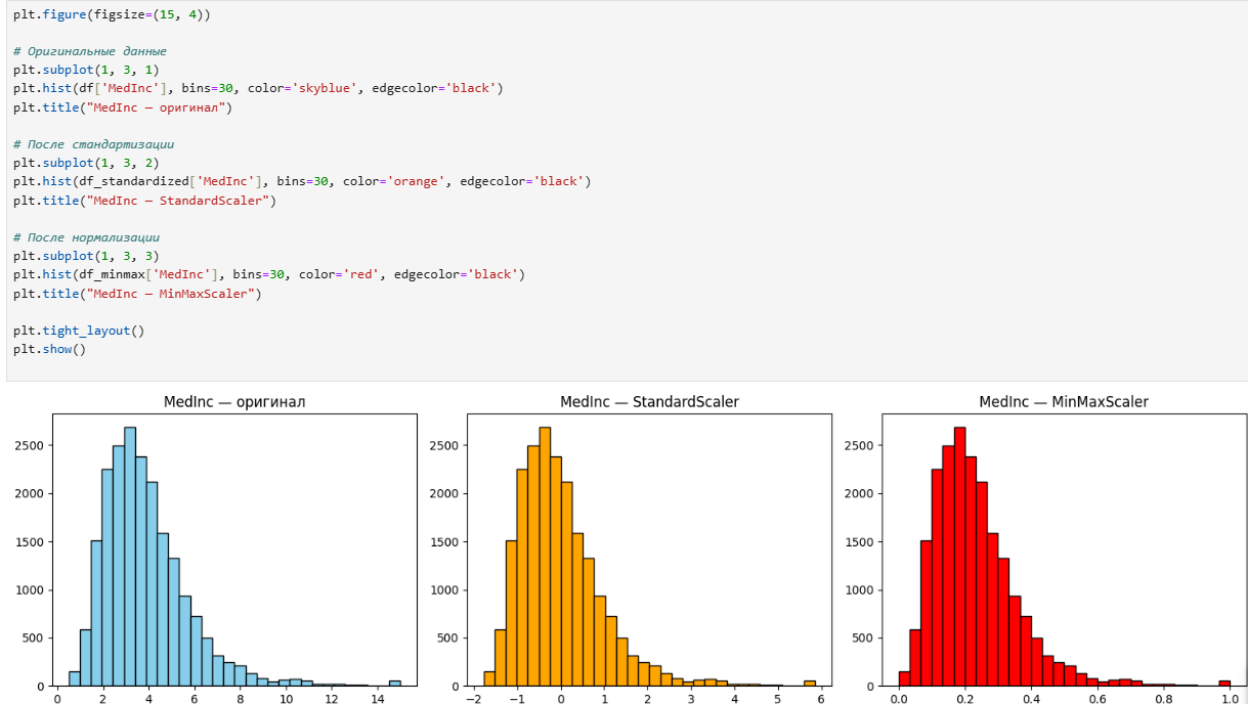 plt.figure(figsize=(15, 4))
# Оригинальные данные
plt.subplot(1, 3, 1)
plt.hist(df['MedInc'], bins=30, color='skyblue', edgecolor='black')
plt.title("MedInc — оригинал")
# После стандартизации
plt.subplot(1, 3, 2)
plt.hist(df_standardized['MedInc'], bins=30, color='orange', edgecolor='black')
plt.title("MedInc — StandardScaler")
# После нормализации
plt.subplot(1, 3, 3)
plt.hist(df_minmax['MedInc'], bins=30, color='red', edgecolor='black')
plt.title("MedInc — MinMaxScaler")
plt.tight_layout()
plt.show()
MedInc — оригинал
2500
2000
1500
1000
500
0
0 2 4 6 8 10 12 14
MedInc — StandardScaler
2500
2000
1500
1000
500
0
−2 −1 0 1 2 3 4 5 6
MedInc — MinMaxScaler
2500
2000
1500
1000
500
0
0.0 0.2 0.4 0.6 0.8 1.0